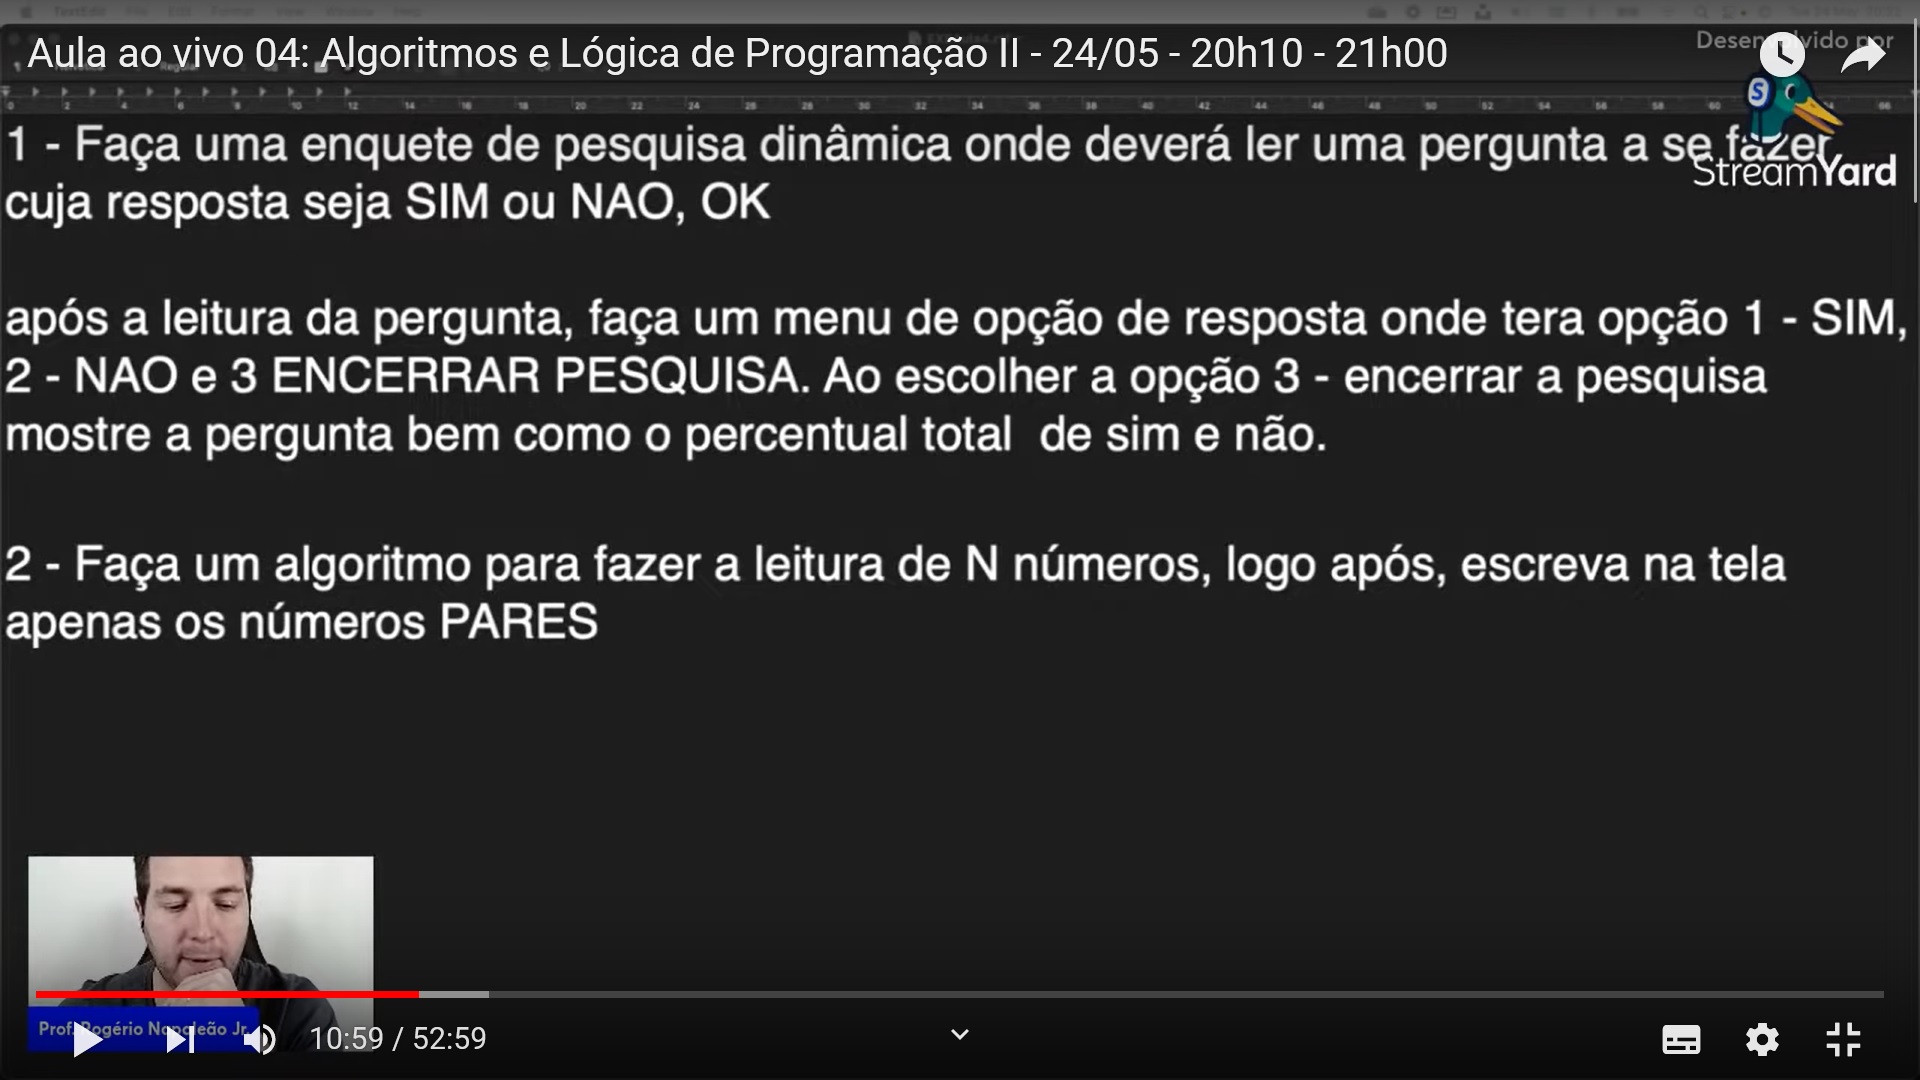 Aula ao vivo 04: Algoritmos e Lógica de Programação II - 24/05 - 20h10 - 21h00
Desenvolvido por
StreamYard
1 - Faça uma enquete de pesquisa dinâmica onde deverá ler uma pergunta a se fazer
cuja resposta seja SIM ou NAO, OK
após a leitura da pergunta, faça um menu de opção de resposta onde tera opção 1 - SIM,
2 - NAO e 3 ENCERRAR PESQUISA. Ao escolher a opção 3 - encerrar a pesquisa
mostre a pergunta bem como o percentual total de sim e não.
2 - Faça um algoritmo para fazer a leitura de N números, logo após, escreva na tela
apenas os números PARES
Prof. Rogério Napoleão Jr.
10:59 / 52:59